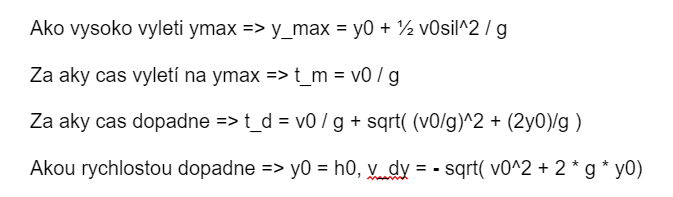 Ako vysoko vyleti ymax => y_max = y0 + ½ v0sil^2 / g
Za aky cas vyletí na ymax => t_m = v0 / g
Za aky cas dopadne => t_d = v0 / g + sqrt( (v0/g)^2 + (2y0)/g )
Akou rychlostou dopadne => y0 = h0, v_dy = - sqrt( v0^2 + 2 * g * y0)